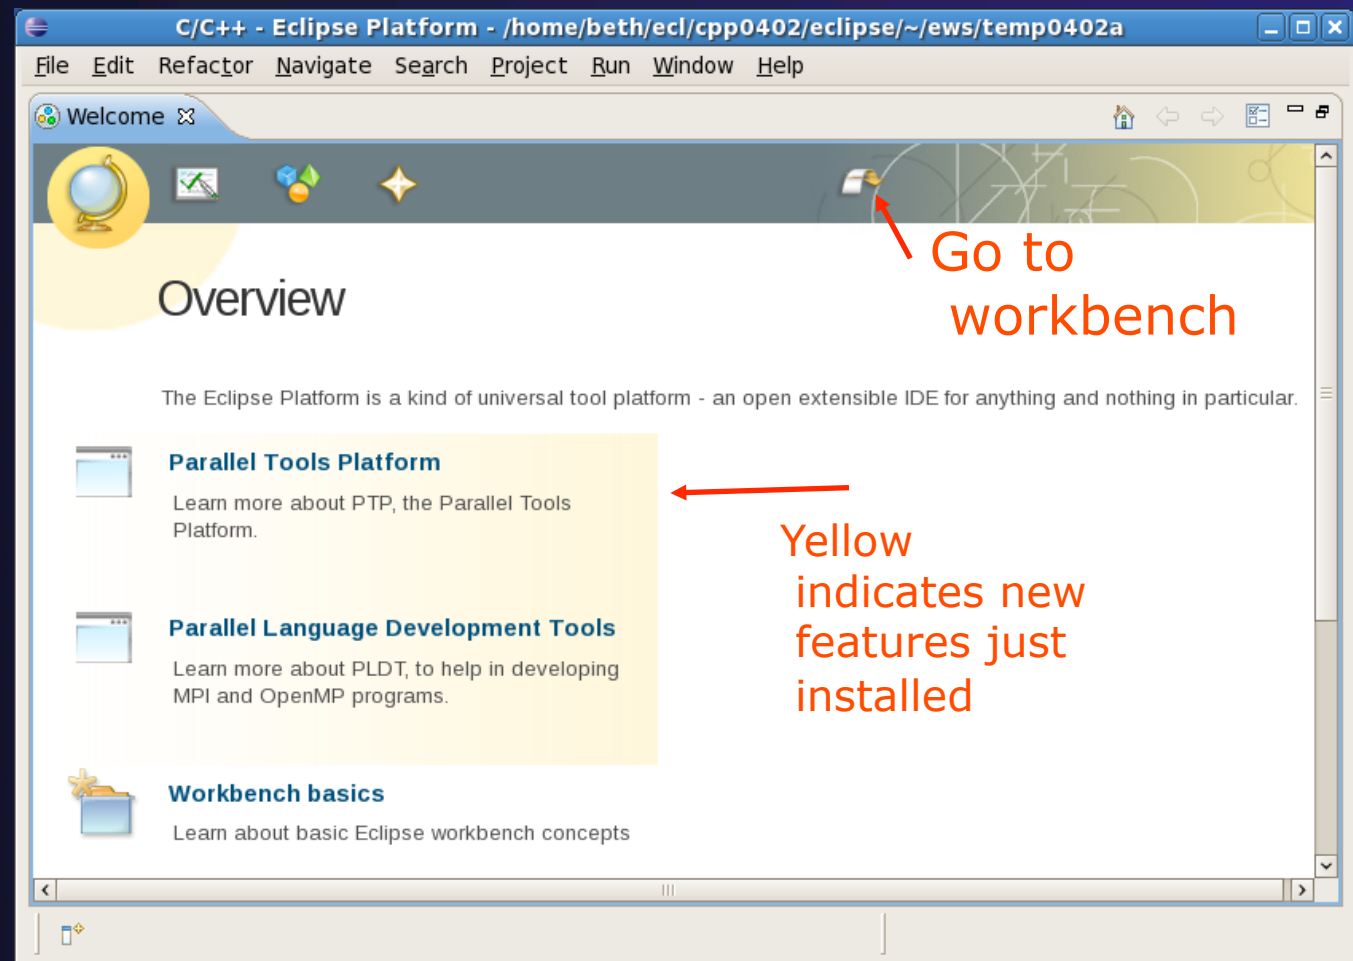 C/C++ - Eclipse Platform - /home/beth/ecl/cpp0402/eclipse/~/ews/temp0402a
File Edit Refactor Navigate Search Project Run Window Help
Welcome
Go to
workbench
Overview
The Eclipse Platform is a kind of universal tool platform - an open extensible IDE for anything and nothing in particular.
Parallel Tools Platform
Learn more about PTP, the Parallel Tools
Platform.
Yellow
indicates new
features just
installed
Parallel Language Development Tools
Learn more about PLDT, to help in developing
MPI and OpenMP programs.
Workbench basics
Learn about basic Eclipse workbench concepts